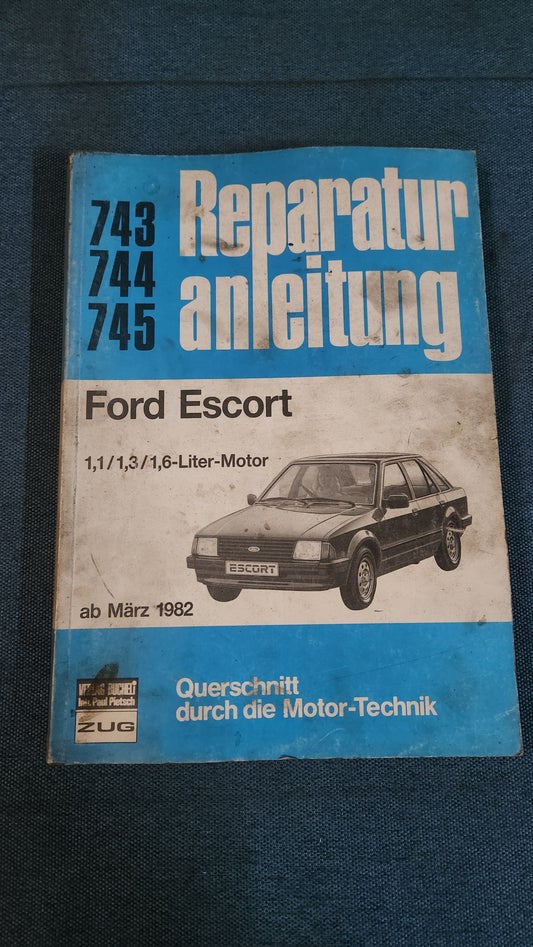 743
744
745
Reparatur
anleitung
Ford Escort
1,1/1,3/1,6-Liter-Motor
ESCORT
ab März 1982
VERLAG BUCHELI
Inh. Paul Pietsch
ZUG
Querschnitt
durch die Motor-Technik